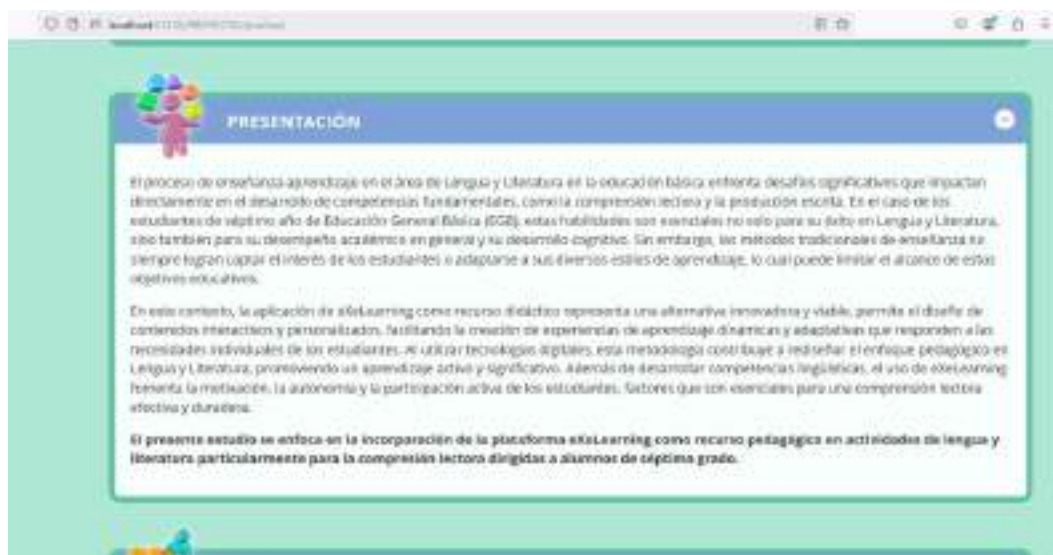 PRESENTACIÓN
El proceso de enseñanza aprendizaje en el área de Lengua y Literatura en la educación básica enfrenta desafíos significativos que impactan
directamente en el desarrollo de competencias fundamentales, como la comprensión lectora y la producción escrita. En el caso de los
estudiantes de séptimo año de Educación General Básica (EGB), estas habilidades son esenciales no solo para su éxito en Lengua y Literatura,
sino también para su desempeño académico en general y su desarrollo cognitivo. Sin embargo, los métodos tradicionales de enseñanza no
siempre logran captar el interés de los estudiantes o adaptarse a sus diversos estilos de aprendizaje, lo cual puede limitar el alcance de estos
objetivos educativos.
En este contexto, la aplicación de eXeLearning como recurso didáctico representa una alternativa innovadora y viable, permite el diseño de
contenidos interactivos y personalizados, facilitando la creación de experiencias de aprendizaje dinámicas y adaptativas que responden a las
necesidades individuales de los estudiantes. Al utilizar tecnologías digitales, esta metodología contribuye a rediseñar el enfoque pedagógico en
Lengua y Literatura, promoviendo un aprendizaje activo y significativo. Además de desarrollar competencias lingüísticas, el uso de eXeLearning
fomenta la motivación, la autonomía y la participación activa de los estudiantes, factores que son esenciales para una comprensión lectora
efectiva y duradera.
El presente estudio se enfoca en la incorporación de la plataforma eXeLearning como recurso pedagógico en actividades de lengua y
literatura particularmente para la compresión lectora dirigidas a alumnos de séptimo grado.